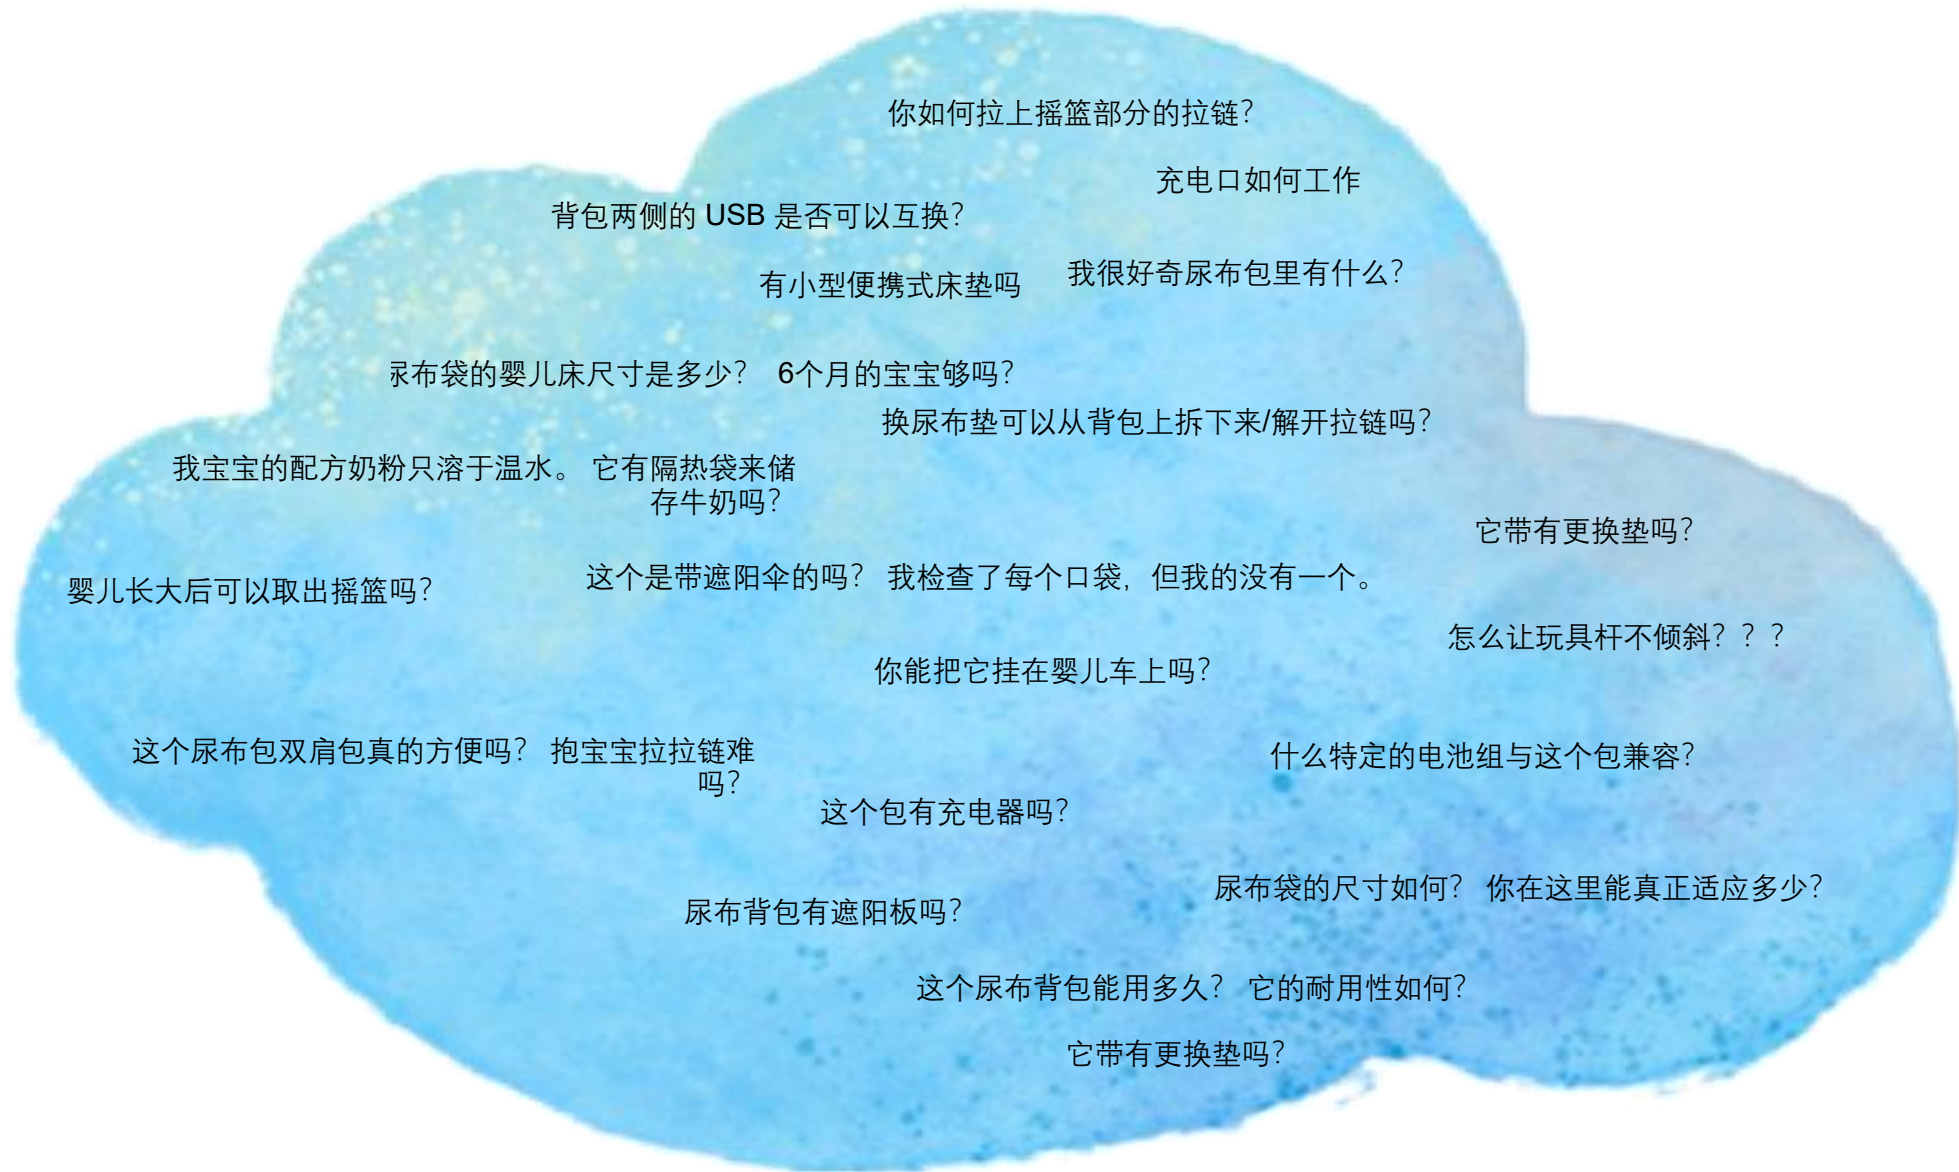 你如何拉上摇篮部分的拉链?
充电口如何工作
背包两侧的 USB 是否可以互换?
我很好奇尿布包里有什么?
有小型便携式床垫吗
尿布袋的婴儿床尺寸是多少? 6个月的宝宝够吗?
换尿布垫可以从背包上拆下来/解开拉链吗?
我宝宝的配方奶粉只溶于温水。 它有隔热袋来储
存牛奶吗?
它带有更换垫吗?
这个是带遮阳伞的吗? 我检查了每个口袋, 但我的没有一个。
婴儿长大后可以取出摇篮吗?
怎么让玩具杆不倾斜? ? ?
你能把它挂在婴儿车上吗?
这个尿布包双肩包真的方便吗? 抱宝宝拉拉链难
吗?
什么特定的电池组与这个包兼容?
这个包有充电器吗?
尿布袋的尺寸如何? 你在这里能真正适应多少?
尿布背包有遮阳板吗?
这个尿布背包能用多久? 它的耐用性如何?
它带有更换垫吗?